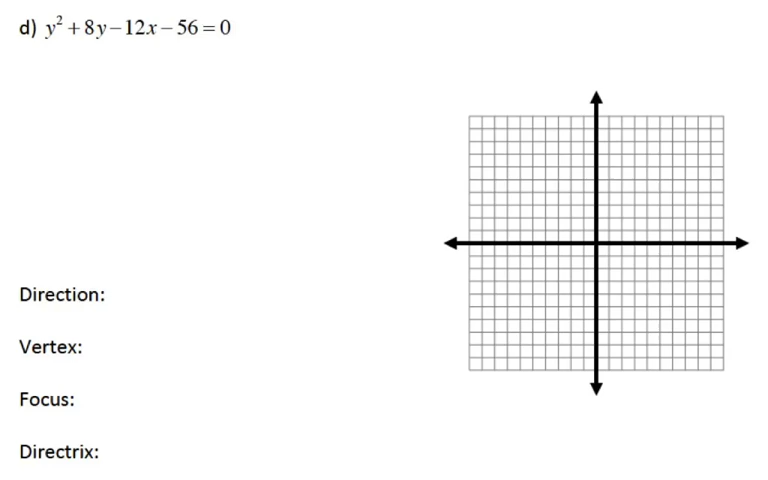 d) y² + 8y − 12x − 56 = 0
Direction:
Vertex:
Focus:
Directrix: